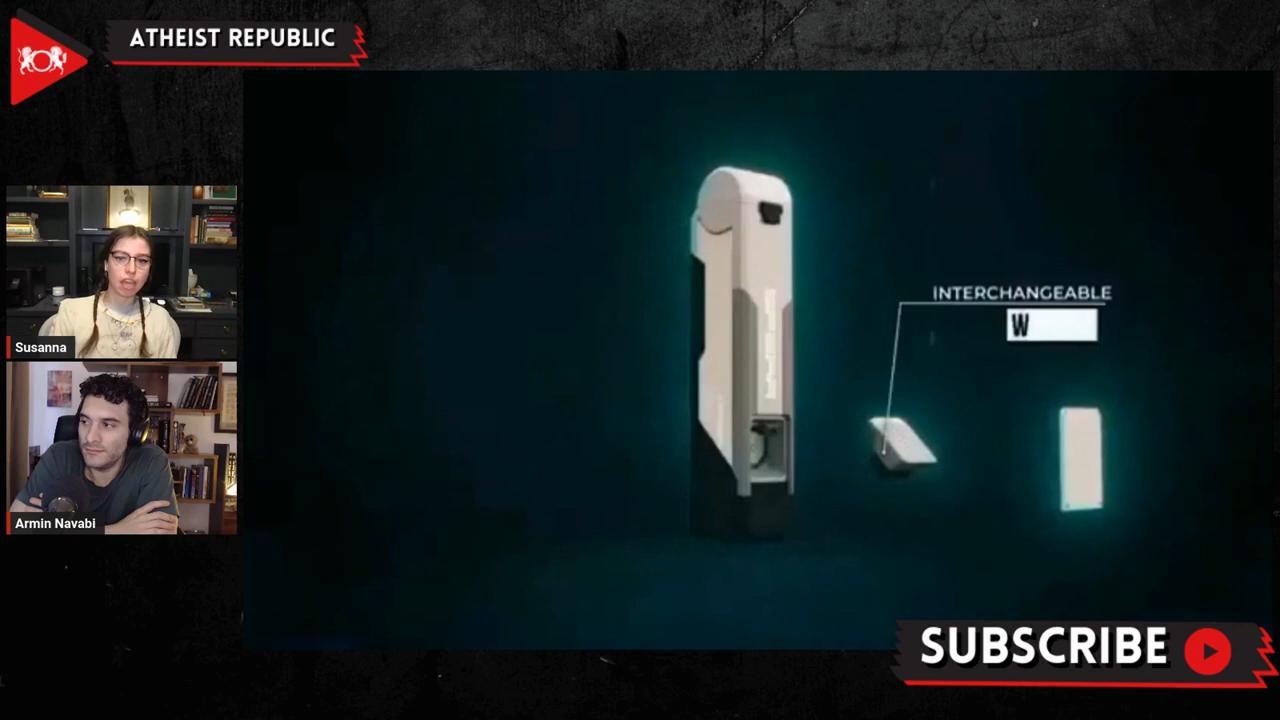 ATHEIST REPUBLIC
INTERCHANGEABLE
W
Susanna
Armin Navabi
SUBSCRIBE